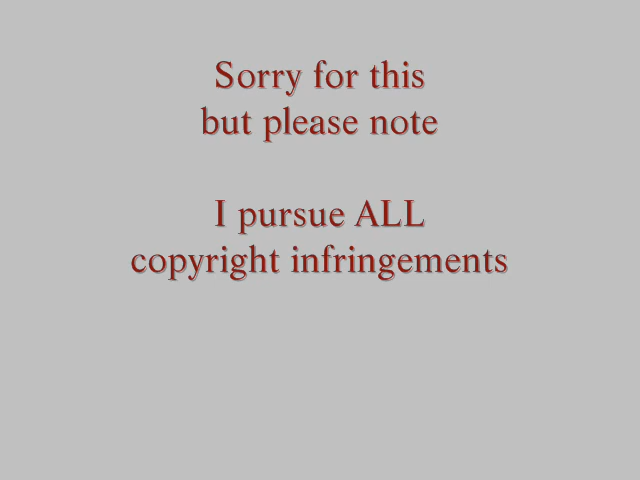 Sorry for this
but please note
I pursue ALL
copyright infringements